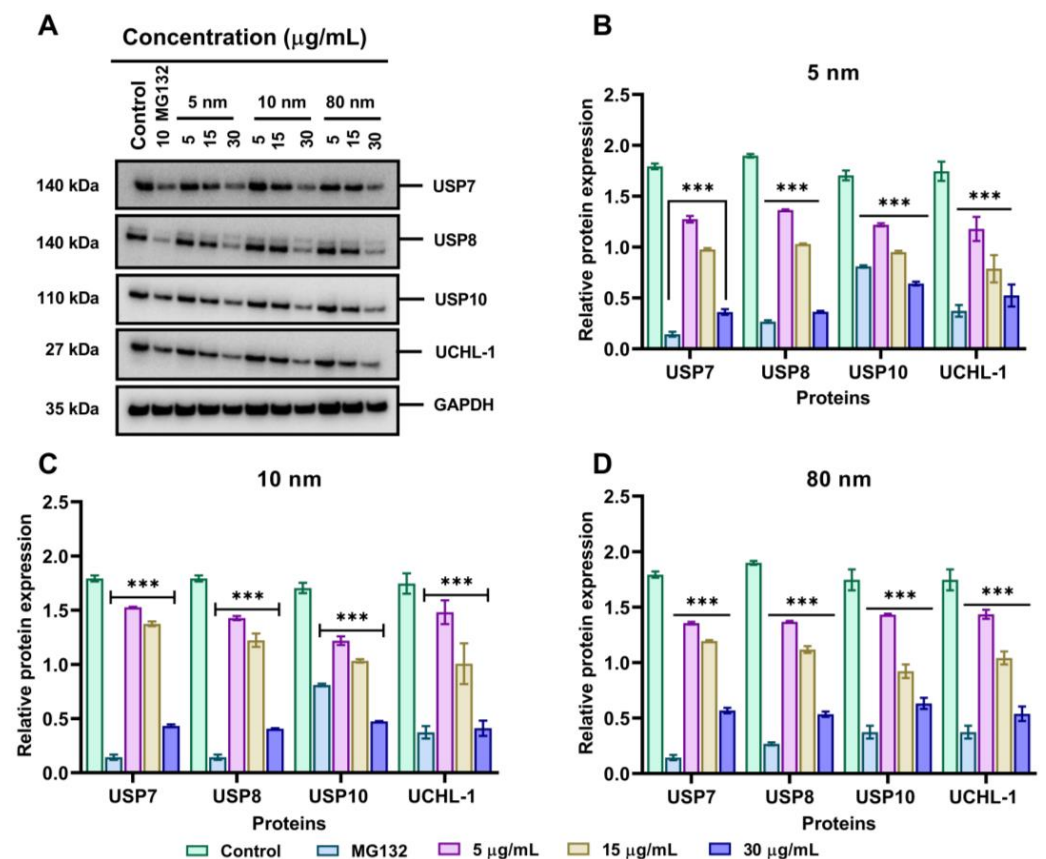 A
Concentration (μg/mL)
Control
10 MG132
5 nm
10 nm
80 nm
5 15 30 5 15 30 5 15 30
140 kDa
USP7
140 kDa
USP8
110 kDa
USP10
27 kDa
UCHL-1
35 kDa
GAPDH
B
5 nm
Relative protein expression
2.5
2.0
1.5
1.0
0.5
0.0
*** *** *** ***
USP7 USP8 USP10 UCHL-1
Proteins
C
10 nm
Relative protein expression
2.5
2.0
1.5
1.0
0.5
0.0
*** *** *** ***
USP7 USP8 USP10 UCHL-1
Proteins
D
80 nm
Relative protein expression
2.5
2.0
1.5
1.0
0.5
0.0
*** *** *** ***
USP7 USP8 USP10 UCHL-1
Proteins
Control MG132 5 μg/mL 15 μg/mL 30 μg/mL